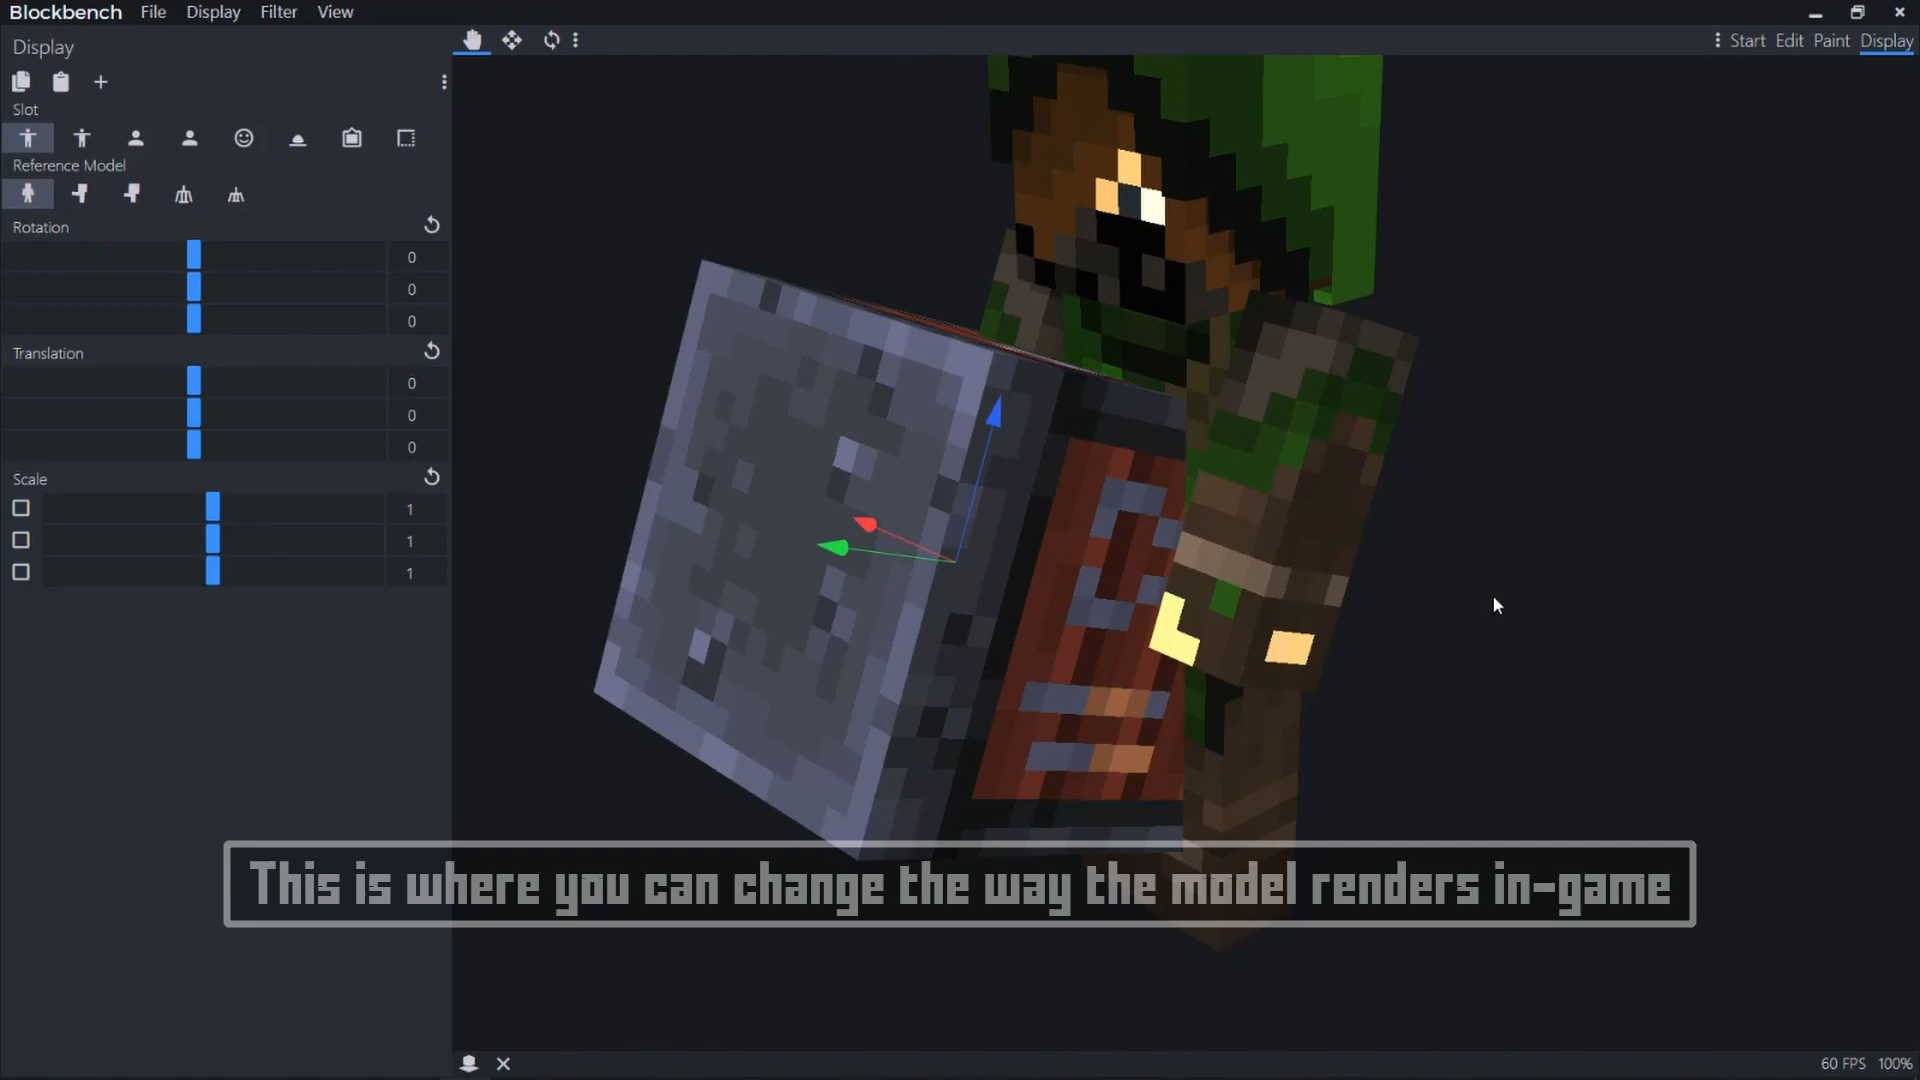 Blockbench File Display Filter View
Start Edit Paint Display
Display
Slot
Reference Model
Rotation
0
0
0
Translation
0
0
0
Scale
1
1
1
This is where you can change the way the model renders in-game
60 FPS 100%